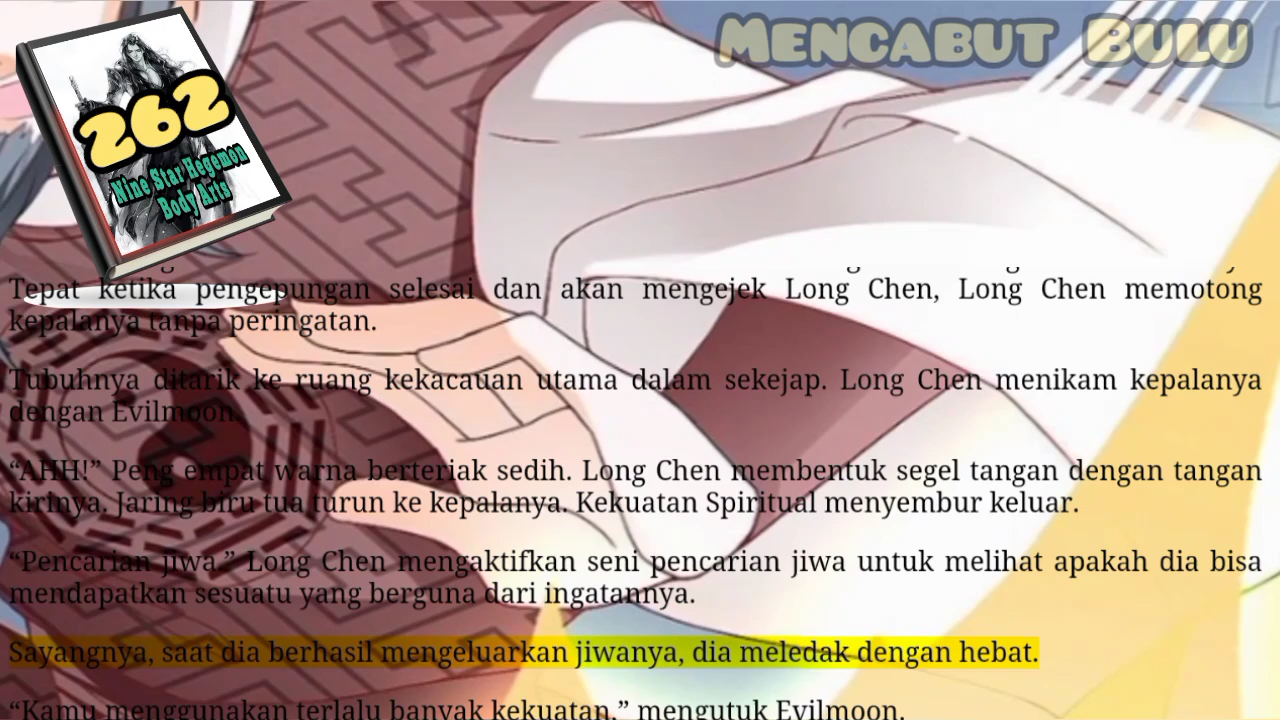 MENCABUT BULU
262
Nine Star Hegemon
Body Arts
Tepat ketika pengepungan selesai dan akan mengejek Long Chen, Long Chen memotong
kepalanya tanpa peringatan.
Tubuhnya ditarik ke ruang kekacauan utama dalam sekejap. Long Chen menikam kepalanya
dengan Evilmoon.
“AHH!” Peng empat warna berteriak sedih. Long Chen membentuk segel tangan dengan tangan
kirinya. Jaring biru tua turun ke kepalanya. Kekuatan Spiritual menyembur keluar.
“Pencarian jiwa.” Long Chen mengaktifkan seni pencarian jiwa untuk melihat apakah dia bisa
mendapatkan sesuatu yang berguna dari ingatannya.
Sayangnya, saat dia berhasil mengeluarkan jiwanya, dia meledak dengan hebat.
“Kamu menggunakan terlalu banyak kekuatan,” mengutuk Evilmoon.